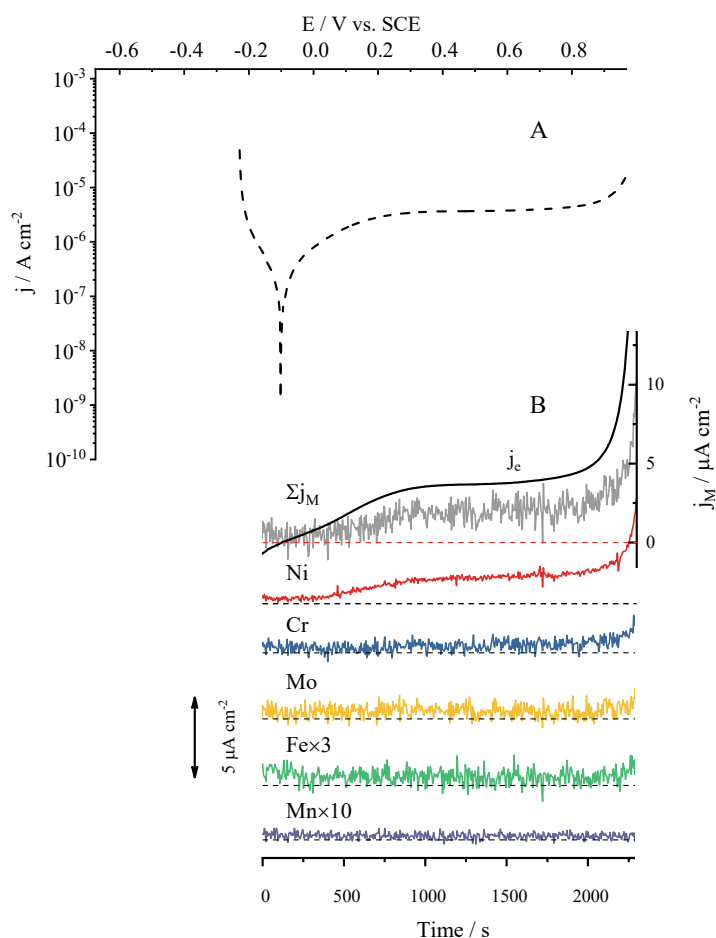 E / V vs. SCE
-0.6 -0.4 -0.2 0.0 0.2 0.4 0.6 0.8
10⁻³
10⁻⁴
10⁻⁵
10⁻⁶
10⁻⁷
10⁻⁸
10⁻⁹
10⁻¹⁰
j / A cm⁻²
A
B
10
5
0
j_M / µA cm⁻²
j_e
Σj_M
Ni
Cr
Mo
Fe×3
Mn×10
5 µA cm⁻²
0 500 1000 1500 2000
Time / s